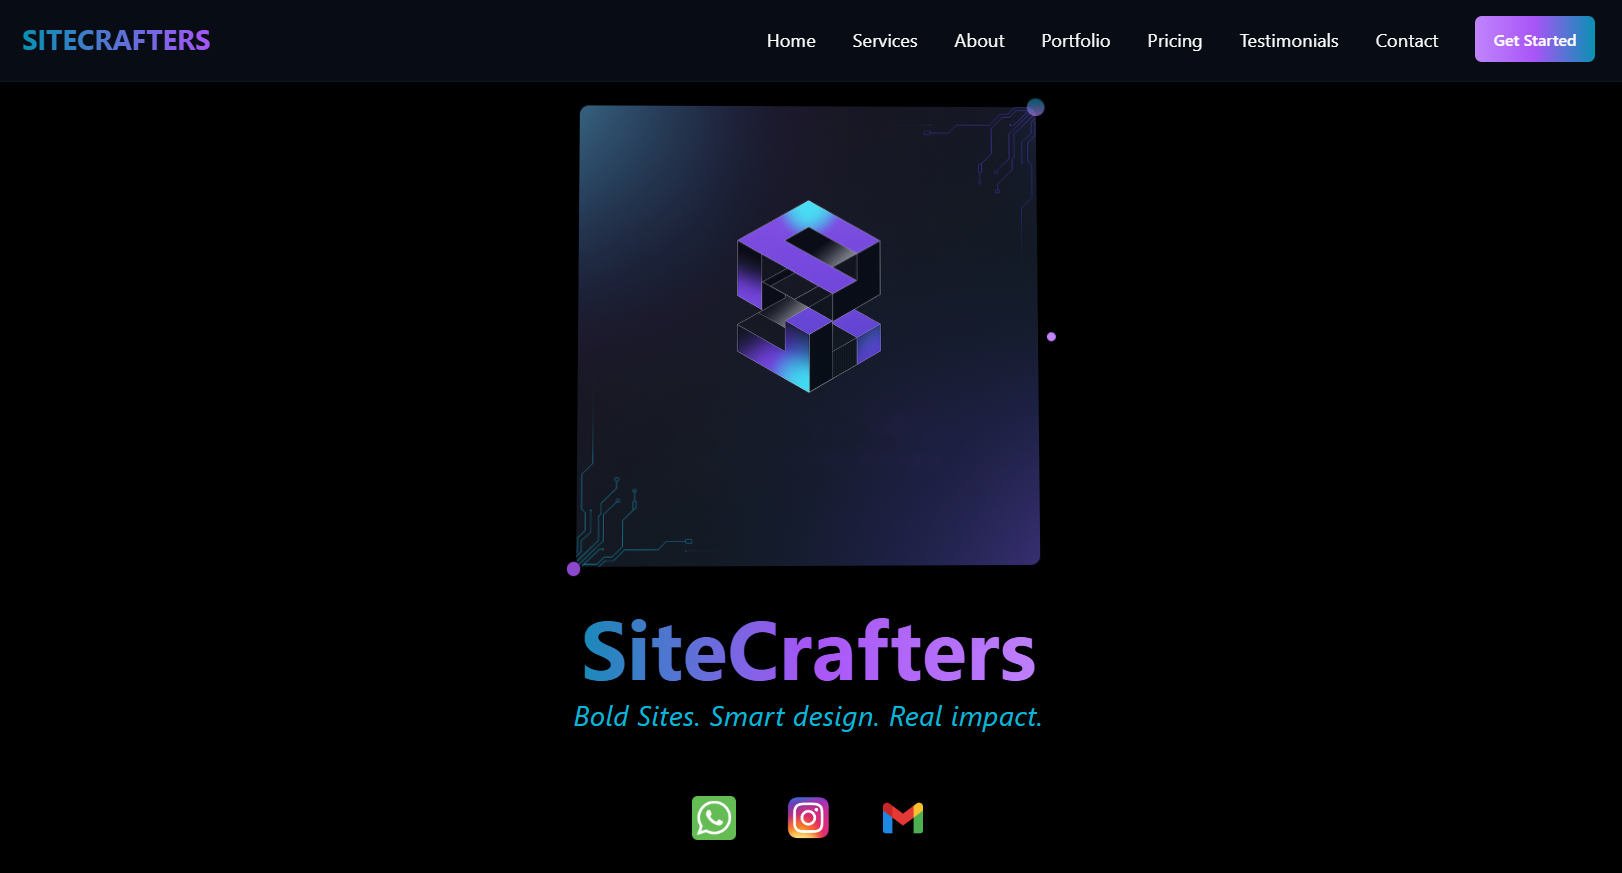 SITECRAFTERS
Home Services About Portfolio Pricing Testimonials Contact Get Started
SiteCrafters
Bold Sites. Smart design. Real impact.